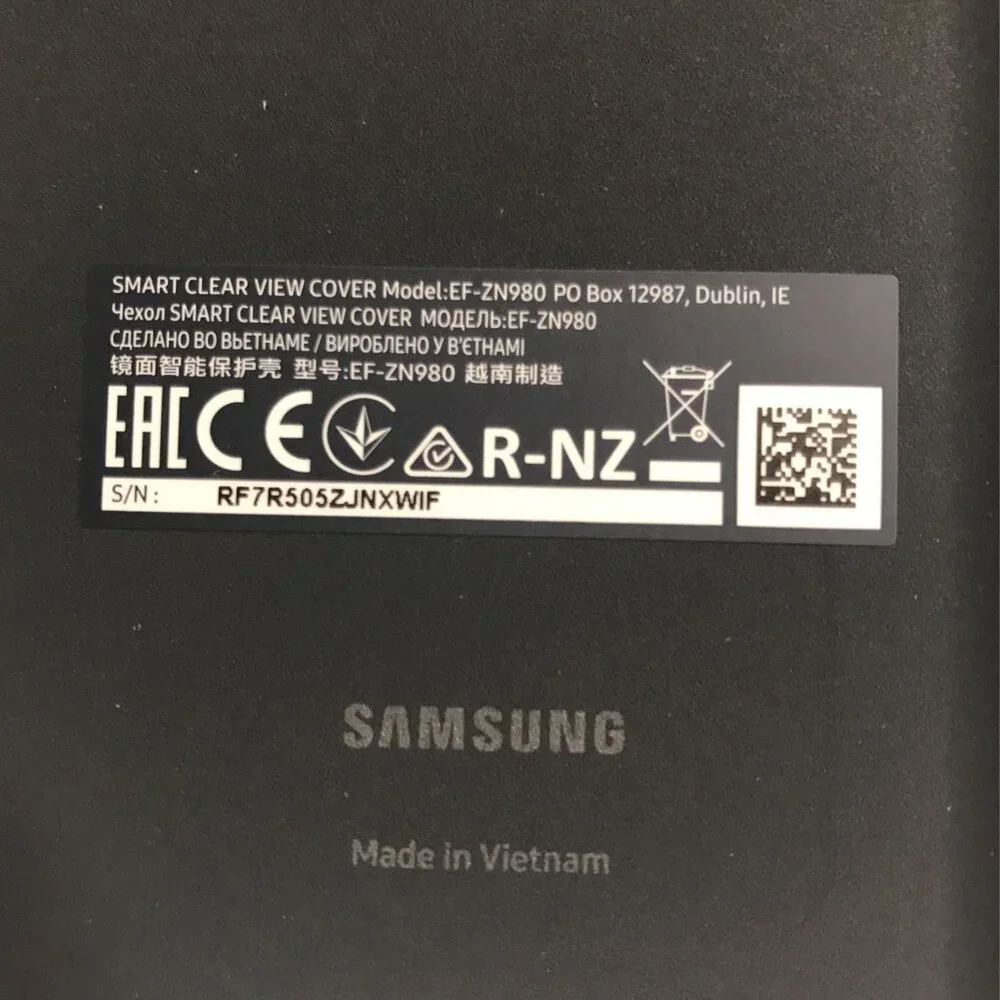 SMART CLEAR VIEW COVER Model:EF-ZN980 PO Box 12987, Dublin, IE
Чехол SMART CLEAR VIEW COVER МОДЕЛЬ:EF-ZN980
СДЕЛАНО ВО ВЬЕТНАМЕ / ВИРОБЛЕНО У В'ЄТНАМІ
镜面智能保护壳 型号:EF-ZN980 越南制造
EAC CE R-NZ
S/N : RF7R505ZJNXWIF
SAMSUNG
Made in Vietnam